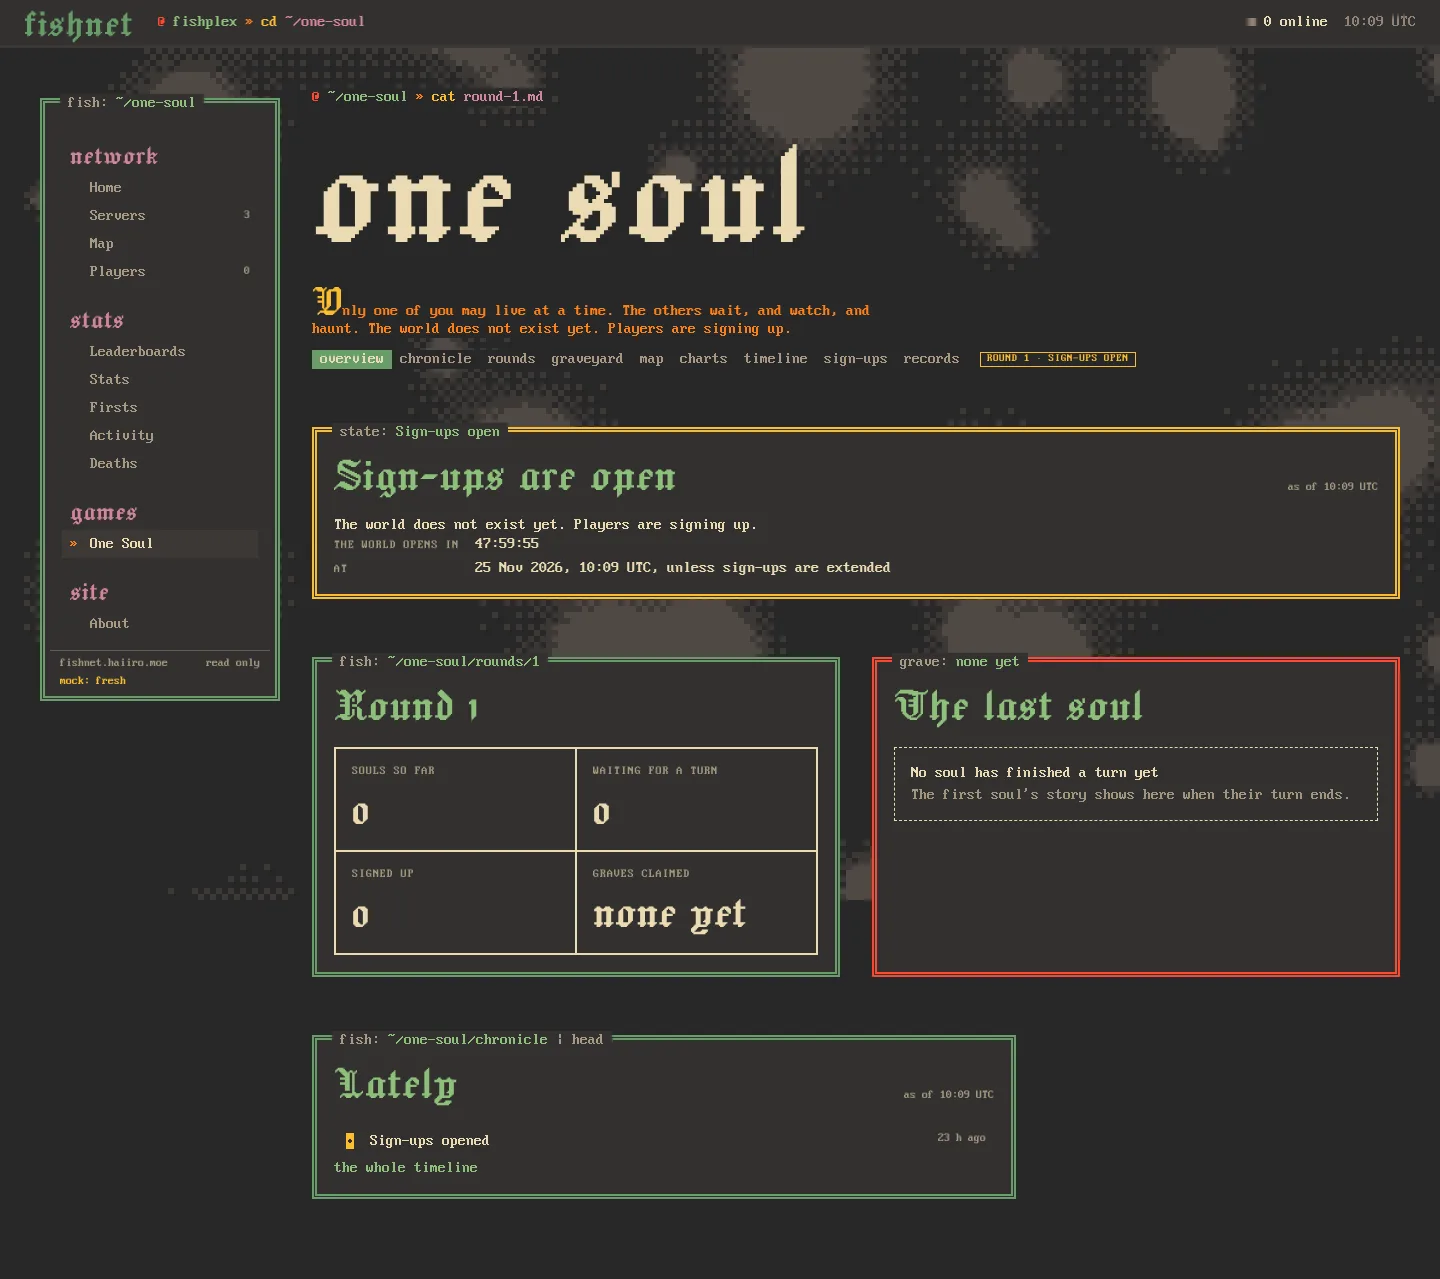 fishnet
@ fishplex » cd ~/one-soul
0 online 10:09 UTC
fish: ~/one-soul
network
Home
Servers 3
Map
Players 0
stats
Leaderboards
Stats
Firsts
Activity
Deaths
games
» One Soul
site
About
fishnet.haiiro.moe read only
mock: fresh
@ ~/one-soul » cat round-1.md
one soul
Only one of you may live at a time. The others wait, and watch, and
haunt. The world does not exist yet. Players are signing up.
overview chronicle rounds graveyard map charts timeline sign-ups records ROUND 1 · SIGN-UPS OPEN
state: Sign-ups open
Sign-ups are open
as of 10:09 UTC
The world does not exist yet. Players are signing up.
THE WORLD OPENS IN 47:59:55
AT 25 Nov 2026, 10:09 UTC, unless sign-ups are extended
fish: ~/one-soul/rounds/1
Round 1
SOULS SO FAR
0
WAITING FOR A TURN
0
SIGNED UP
0
GRAVES CLAIMED
none yet
grave: none yet
The last soul
No soul has finished a turn yet
The first soul's story shows here when their turn ends.
fish: ~/one-soul/chronicle ¦ head
Lately
as of 10:09 UTC
Sign-ups opened 23 h ago
the whole timeline